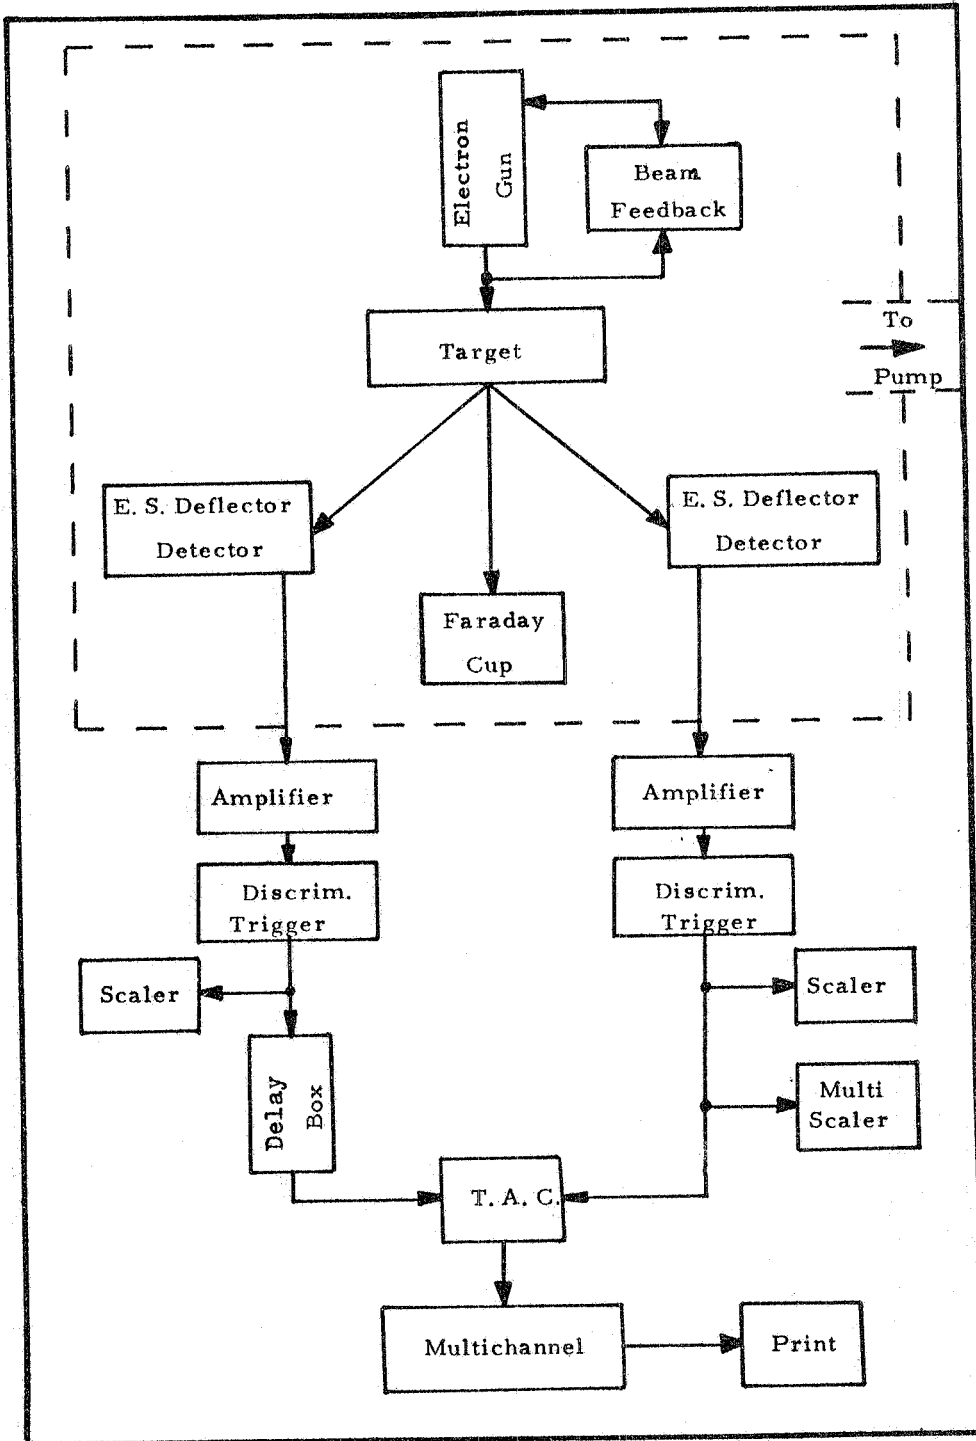 Electron
Gun
Beam
Feedback
Target
To
Pump
E. S. Deflector
Detector
E. S. Deflector
Detector
Faraday
Cup
Amplifier
Amplifier
Discrim.
Trigger
Discrim.
Trigger
Scaler
Scaler
Delay
Box
Multi
Scaler
T. A. C.
Multichannel
Print